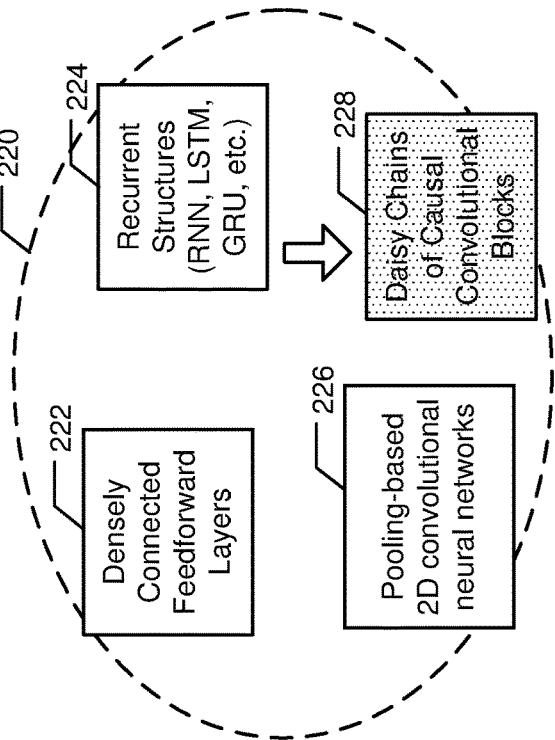 220
222
Densely
Connected
Feedforward
Layers
224
Recurrent
Structures
(RNN, LSTM,
GRU, etc.)
226
Pooling-based
2D convolutional
neural networks
228
Daisy Chains
of Causal
Convolutional
Blocks